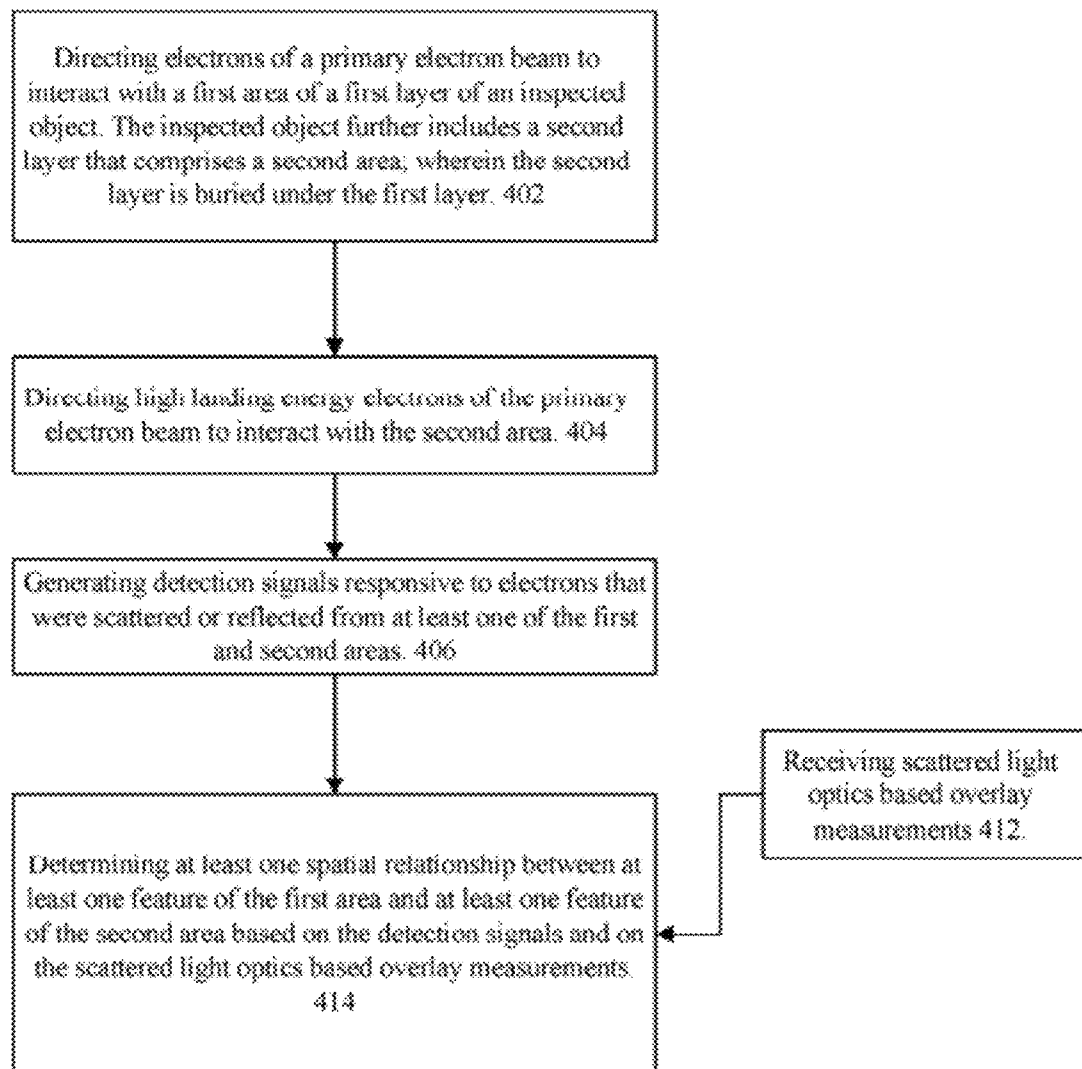 Directing electrons of a primary electron beam to
interact with a first area of a first layer of an inspected
object. The inspected object further includes a second
layer that comprises a second area; wherein the second
layer is buried under the first layer. 402
Directing high landing energy electrons of the primary
electron beam to interact with the second area. 404
Generating detection signals responsive to electrons that
were scattered or reflected from at least one of the first
and second areas. 406
Receiving scattered light
optics based overlay
measurements 412.
Determining at least one spatial relationship between at
least one feature of the first area and at least one feature
of the second area based on the detection signals and on
the scattered light optics based overlay measurements.
414